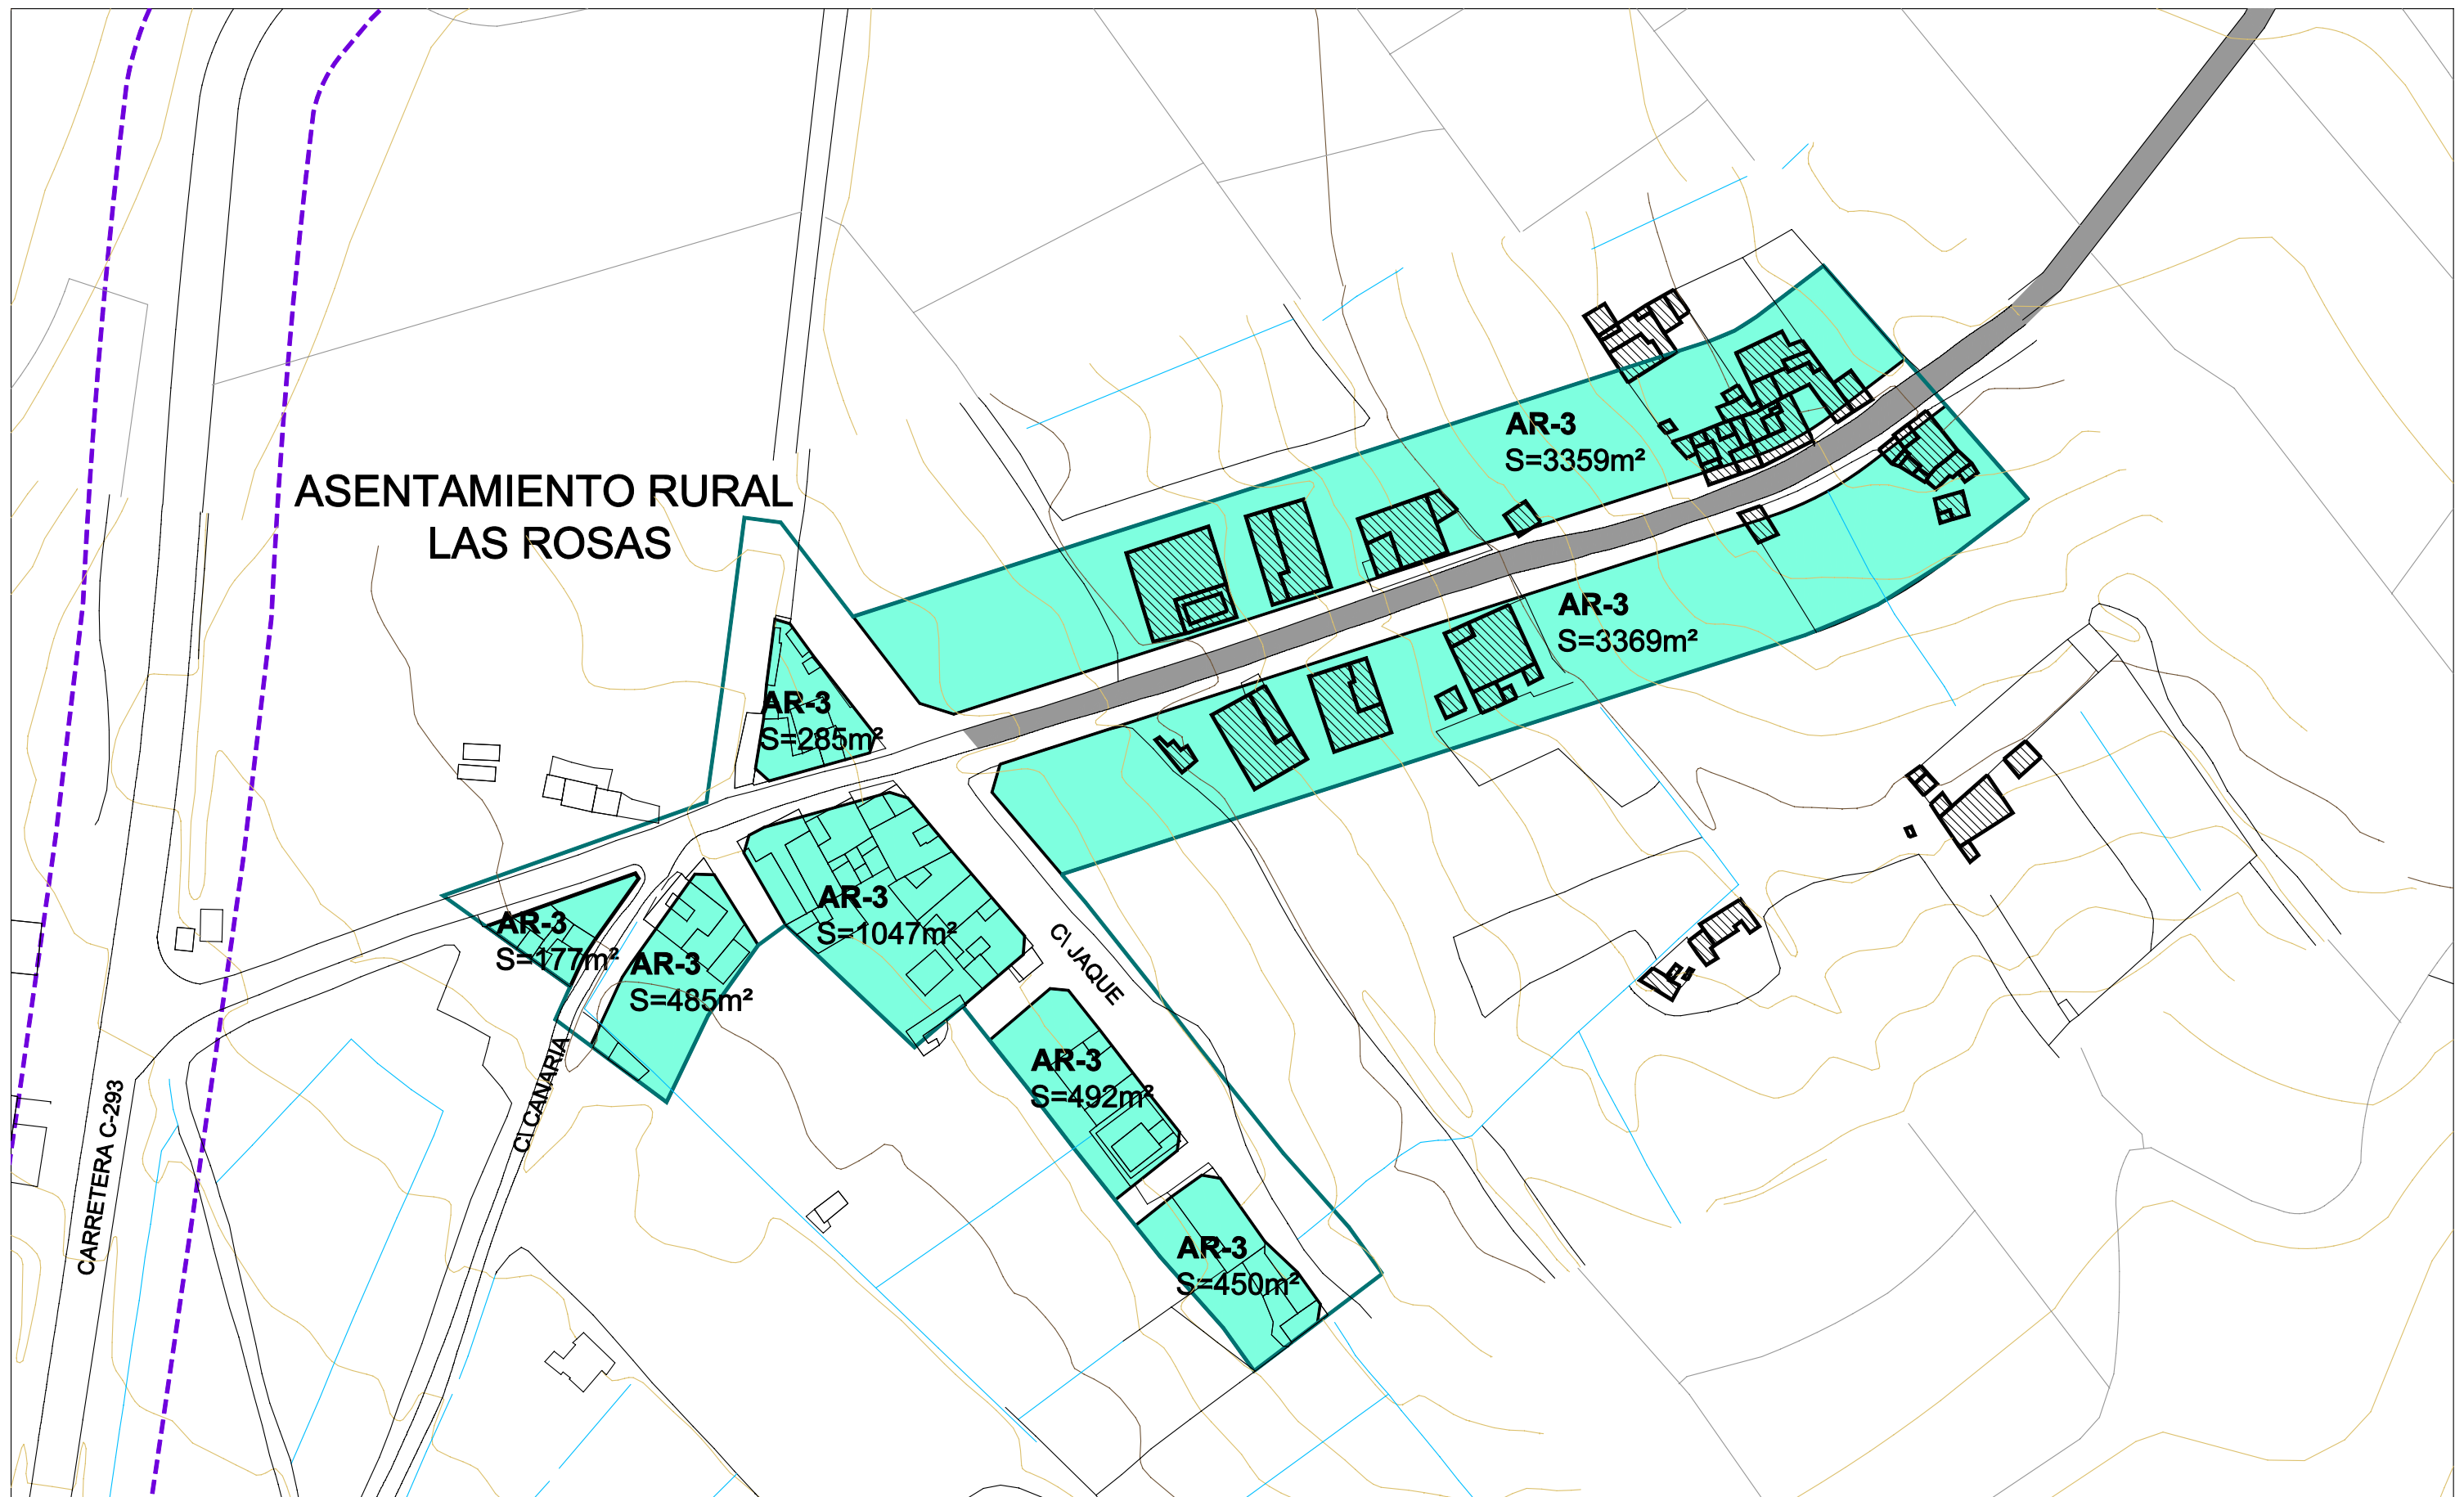 AR-3
S=3359m²
ASENTAMIENTO RURAL
LAS ROSAS
AR-3
S=3369m²
AR-3
S=285m²
AR-3
S=1047m²
AR-3
S=177m²
AR-3
S=485m²
C\ JAQUE
AR-3
S=492m²
C\ CANARIA
CARRETERA C-293
AR-3
S=450m²